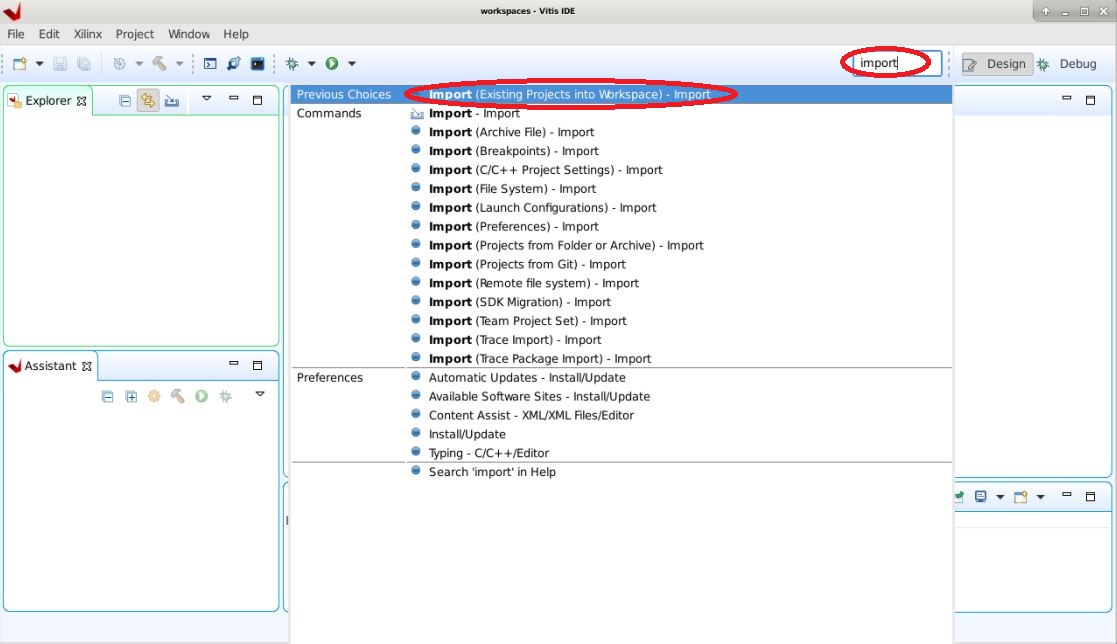 workspaces - Vitis IDE
File Edit Xilinx Project Window Help
import
Design Debug
Explorer
Previous Choices Import (Existing Projects into Workspace) - Import
Commands Import - Import
Import (Archive File) - Import
Import (Breakpoints) - Import
Import (C/C++ Project Settings) - Import
Import (File System) - Import
Import (Launch Configurations) - Import
Import (Preferences) - Import
Import (Projects from Folder or Archive) - Import
Import (Projects from Git) - Import
Import (Remote file system) - Import
Import (SDK Migration) - Import
Import (Team Project Set) - Import
Import (Trace Import) - Import
Import (Trace Package Import) - Import
Assistant
Preferences Automatic Updates - Install/Update
Available Software Sites - Install/Update
Content Assist - XML/XML Files/Editor
Install/Update
Typing - C/C++/Editor
Search 'import' in Help